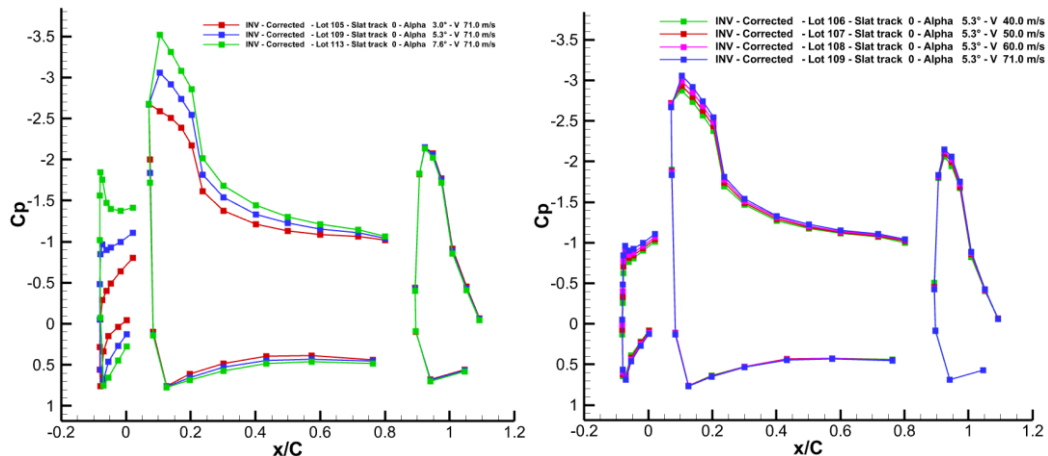 INV - Corrected - Lot 105 - Slat track 0 - Alpha 3.0° - V 71.0 m/s
INV - Corrected - Lot 109 - Slat track 0 - Alpha 5.3° - V 71.0 m/s
INV - Corrected - Lot 113 - Slat track 0 - Alpha 7.6° - V 71.0 m/s
-3.5
-3
-2.5
-2
-1.5
-1
-0.5
0
0.5
1
Cp
-0.2 0 0.2 0.4 0.6 0.8 1 1.2
x/C
INV - Corrected - Lot 106 - Slat track 0 - Alpha 5.3° - V 40.0 m/s
INV - Corrected - Lot 107 - Slat track 0 - Alpha 5.3° - V 50.0 m/s
INV - Corrected - Lot 108 - Slat track 0 - Alpha 5.3° - V 60.0 m/s
INV - Corrected - Lot 109 - Slat track 0 - Alpha 5.3° - V 71.0 m/s
-3.5
-3
-2.5
-2
-1.5
-1
-0.5
0
0.5
1
Cp
-0.2 0 0.2 0.4 0.6 0.8 1 1.2
x/C